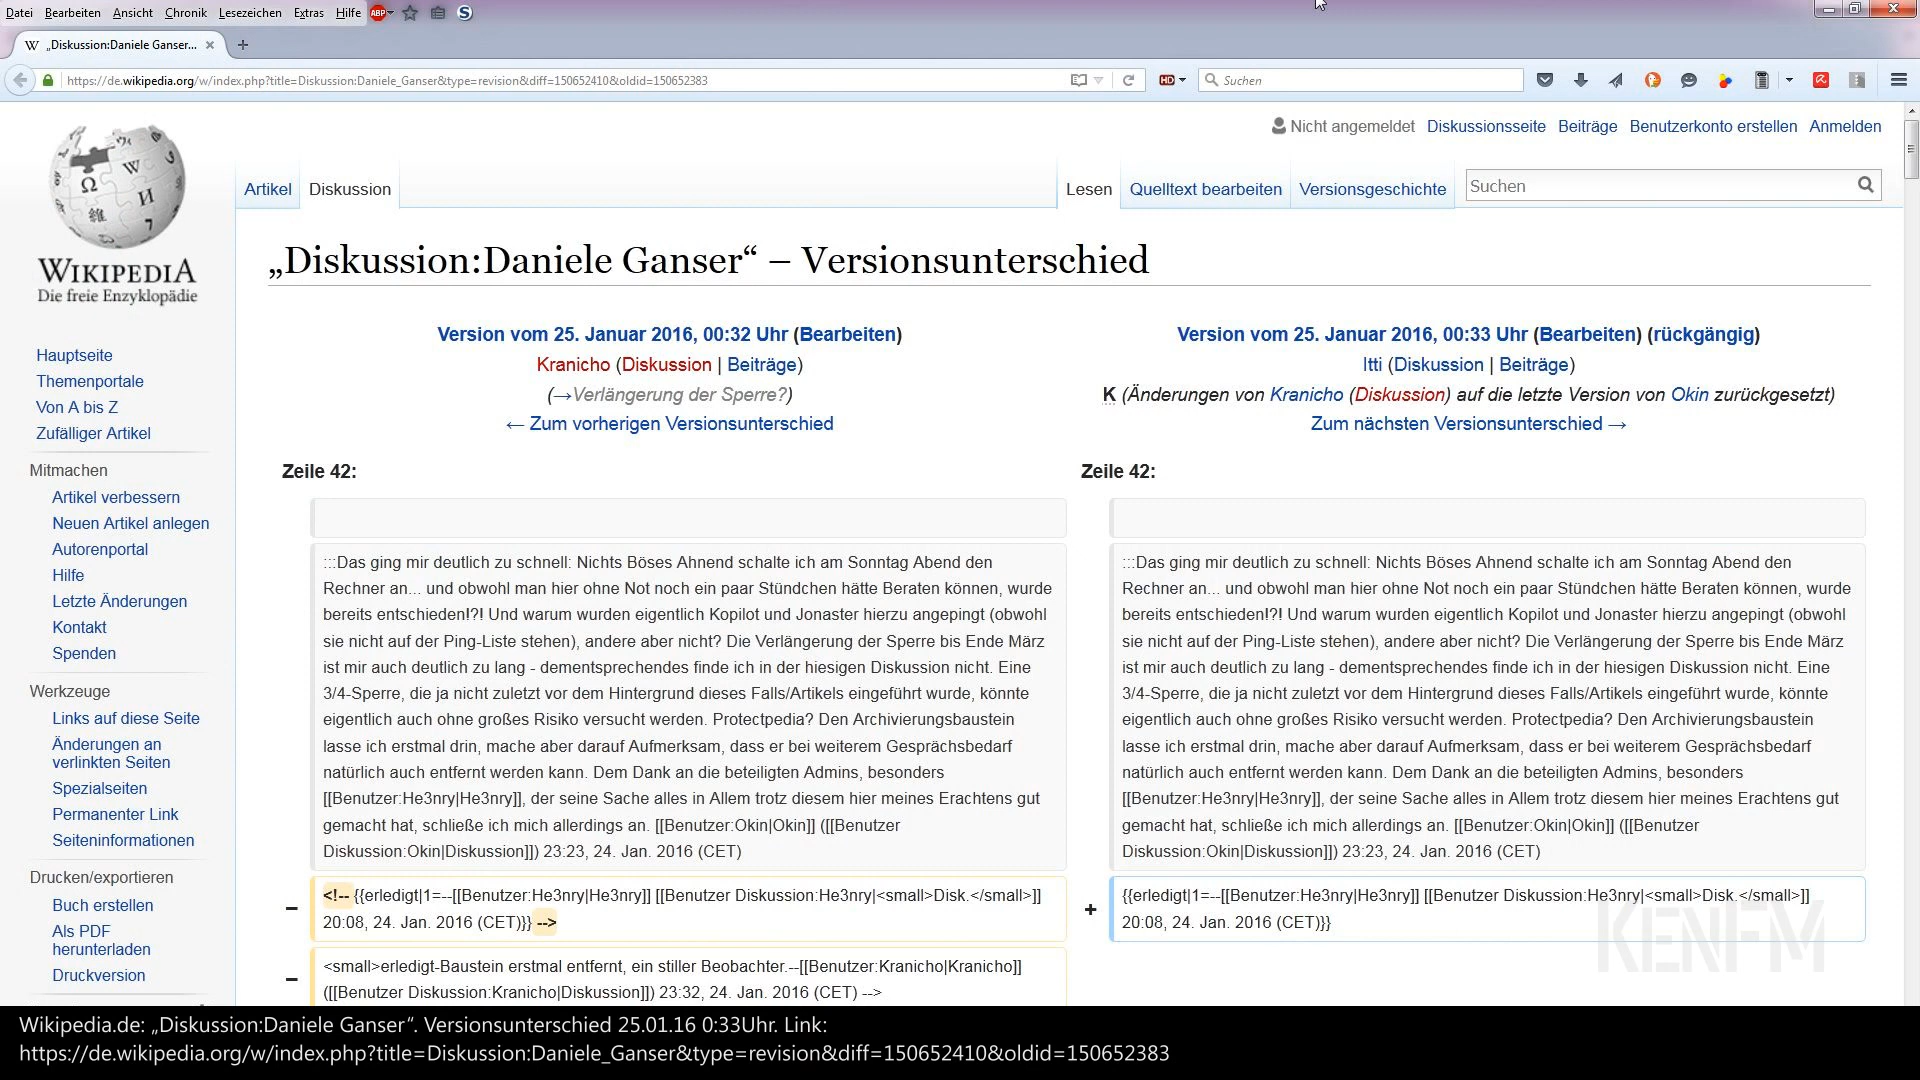 Datei Bearbeiten Ansicht Chronik Lesezeichen Extras Hilfe ABP S
W „Diskussion:Daniele Ganser... × +
https://de.wikipedia.org/w/index.php?title=Diskussion:Daniele_Ganser&type=revision&diff=150652410&oldid=150652383 HD Suchen
Nicht angemeldet Diskussionsseite Beiträge Benutzerkonto erstellen Anmelden
Artikel Diskussion Lesen Quelltext bearbeiten Versionsgeschichte Suchen
WIKIPEDIA
Die freie Enzyklopädie
Hauptseite
Themenportale
Von A bis Z
Zufälliger Artikel
Mitmachen
Artikel verbessern
Neuen Artikel anlegen
Autorenportal
Hilfe
Letzte Änderungen
Kontakt
Spenden
Werkzeuge
Links auf diese Seite
Änderungen an
verlinkten Seiten
Spezialseiten
Permanenter Link
Seiteninformationen
Drucken/exportieren
Buch erstellen
Als PDF
herunterladen
Druckversion
„Diskussion:Daniele Ganser“ – Versionsunterschied
Version vom 25. Januar 2016, 00:32 Uhr (Bearbeiten)
Kranicho (Diskussion | Beiträge)
(→Verlängerung der Sperre?)
← Zum vorherigen Versionsunterschied
Zeile 42:
:::Das ging mir deutlich zu schnell: Nichts Böses Ahnend schalte ich am Sonntag Abend den
Rechner an... und obwohl man hier ohne Not noch ein paar Stündchen hätte Beraten können, wurde
bereits entschieden!?! Und warum wurden eigentlich Kopilot und Jonaster hierzu angepingt (obwohl
sie nicht auf der Ping-Liste stehen), andere aber nicht? Die Verlängerung der Sperre bis Ende März
ist mir auch deutlich zu lang - dementsprechendes finde ich in der hiesigen Diskussion nicht. Eine
3/4-Sperre, die ja nicht zuletzt vor dem Hintergrund dieses Falls/Artikels eingeführt wurde, könnte
eigentlich auch ohne großes Risiko versucht werden. Protectpedia? Den Archivierungsbaustein
lasse ich erstmal drin, mache aber darauf Aufmerksam, dass er bei weiterem Gesprächsbedarf
natürlich auch entfernt werden kann. Dem Dank an die beteiligten Admins, besonders
[[Benutzer:He3nry|He3nry]], der seine Sache alles in Allem trotz diesem hier meines Erachtens gut
gemacht hat, schließe ich mich allerdings an. [[Benutzer:Okin|Okin]] ([[Benutzer
Diskussion:Okin|Diskussion]]) 23:23, 24. Jan. 2016 (CET)
− <!-- {{erledigt|1=--[[Benutzer:He3nry|He3nry]] [[Benutzer Diskussion:He3nry|<small>Disk.</small>]]
20:08, 24. Jan. 2016 (CET)}} -->
− <small>erledigt-Baustein erstmal entfernt, ein stiller Beobachter.--[[Benutzer:Kranicho|Kranicho]]
([[Benutzer Diskussion:Kranicho|Diskussion]]) 23:32, 24. Jan. 2016 (CET) -->
Version vom 25. Januar 2016, 00:33 Uhr (Bearbeiten) (rückgängig)
Itti (Diskussion | Beiträge)
K (Änderungen von Kranicho (Diskussion) auf die letzte Version von Okin zurückgesetzt)
Zum nächsten Versionsunterschied →
Zeile 42:
:::Das ging mir deutlich zu schnell: Nichts Böses Ahnend schalte ich am Sonntag Abend den
Rechner an... und obwohl man hier ohne Not noch ein paar Stündchen hätte Beraten können, wurde
bereits entschieden!?! Und warum wurden eigentlich Kopilot und Jonaster hierzu angepingt (obwohl
sie nicht auf der Ping-Liste stehen), andere aber nicht? Die Verlängerung der Sperre bis Ende März
ist mir auch deutlich zu lang - dementsprechendes finde ich in der hiesigen Diskussion nicht. Eine
3/4-Sperre, die ja nicht zuletzt vor dem Hintergrund dieses Falls/Artikels eingeführt wurde, könnte
eigentlich auch ohne großes Risiko versucht werden. Protectpedia? Den Archivierungsbaustein
lasse ich erstmal drin, mache aber darauf Aufmerksam, dass er bei weiterem Gesprächsbedarf
natürlich auch entfernt werden kann. Dem Dank an die beteiligten Admins, besonders
[[Benutzer:He3nry|He3nry]], der seine Sache alles in Allem trotz diesem hier meines Erachtens gut
gemacht hat, schließe ich mich allerdings an. [[Benutzer:Okin|Okin]] ([[Benutzer
Diskussion:Okin|Diskussion]]) 23:23, 24. Jan. 2016 (CET)
+ {{erledigt|1=--[[Benutzer:He3nry|He3nry]] [[Benutzer Diskussion:He3nry|<small>Disk.</small>]]
20:08, 24. Jan. 2016 (CET)}}
KENFM
Wikipedia.de: „Diskussion:Daniele Ganser“. Versionsunterschied 25.01.16 0:33Uhr. Link:
https://de.wikipedia.org/w/index.php?title=Diskussion:Daniele_Ganser&type=revision&diff=150652410&oldid=150652383